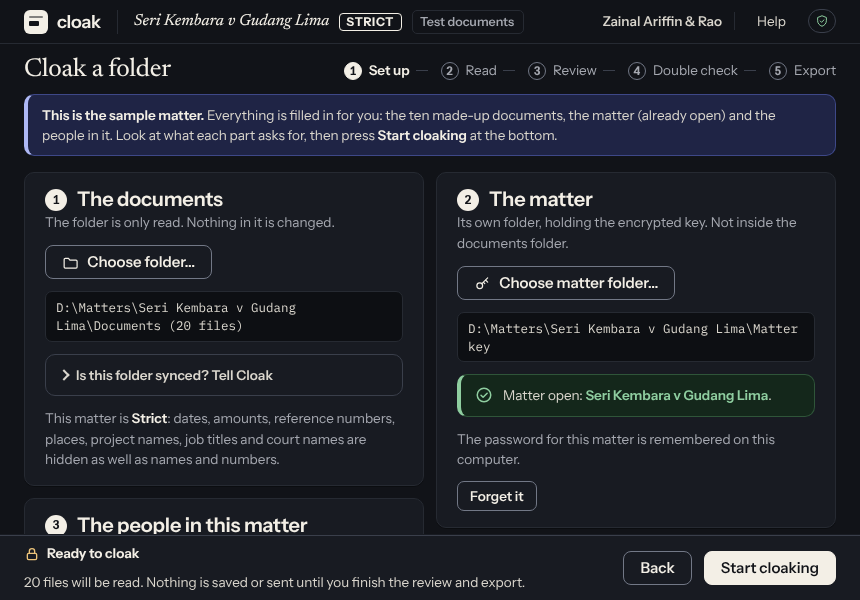 cloak
Seri Kembara v Gudang Lima
STRICT
Test documents
Zainal Ariffin & Rao
Help
Cloak a folder
1 Set up
2 Read
3 Review
4 Double check
5 Export
This is the sample matter. Everything is filled in for you: the ten made-up documents, the matter (already open) and the
people in it. Look at what each part asks for, then press Start cloaking at the bottom.
1 The documents
The folder is only read. Nothing in it is changed.
Choose folder...
D:\Matters\Seri Kembara v Gudang
Lima\Documents (20 files)
Is this folder synced? Tell Cloak
This matter is Strict: dates, amounts, reference numbers,
places, project names, job titles and court names are
hidden as well as names and numbers.
2 The matter
Its own folder, holding the encrypted key. Not inside the
documents folder.
Choose matter folder...
D:\Matters\Seri Kembara v Gudang Lima\Matter
key
Matter open: Seri Kembara v Gudang Lima.
The password for this matter is remembered on this
computer.
Forget it
3 The people in this matter
Ready to cloak
20 files will be read. Nothing is saved or sent until you finish the review and export.
Back
Start cloaking